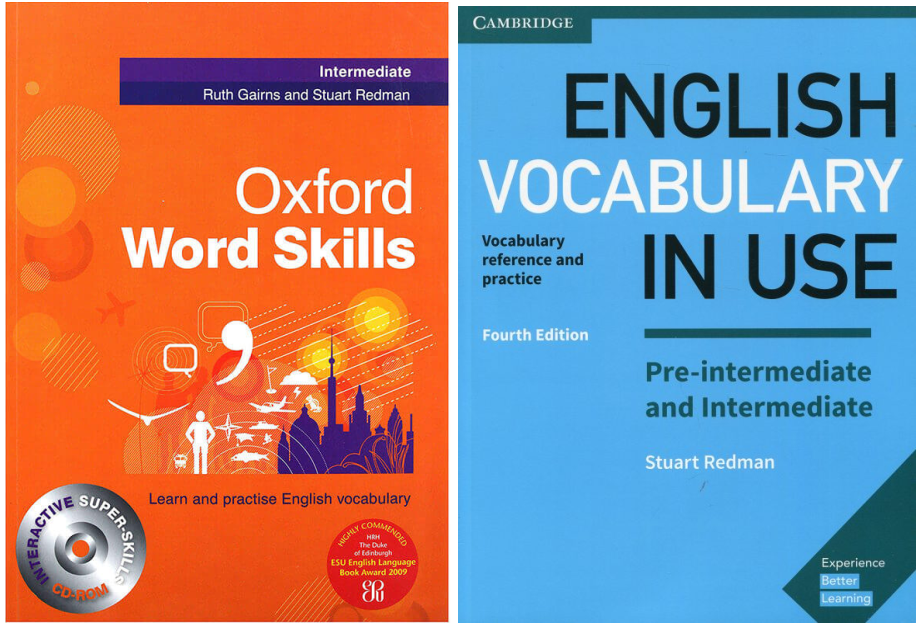 Intermediate
Ruth Gairns and Stuart Redman
Oxford
Word Skills
Learn and practise English vocabulary
INTERACTIVE SUPER-SKILLS
CD-ROM
HIGHLY COMMENDED
HRH
The Duke
of Edinburgh
ESU English Language
Book Award 2009
ESU
CAMBRIDGE
ENGLISH
VOCABULARY
IN USE
Vocabulary
reference and
practice
Fourth Edition
Pre-intermediate
and Intermediate
Stuart Redman
Experience
Better
Learning